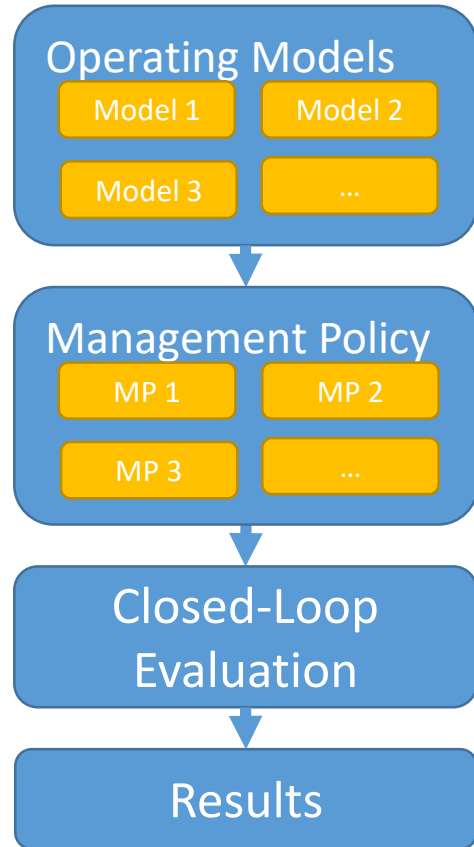 Operating Models
Model 1 Model 2
Model 3 ...
Management Policy
MP 1 MP 2
MP 3 ...
Closed-Loop
Evaluation
Results